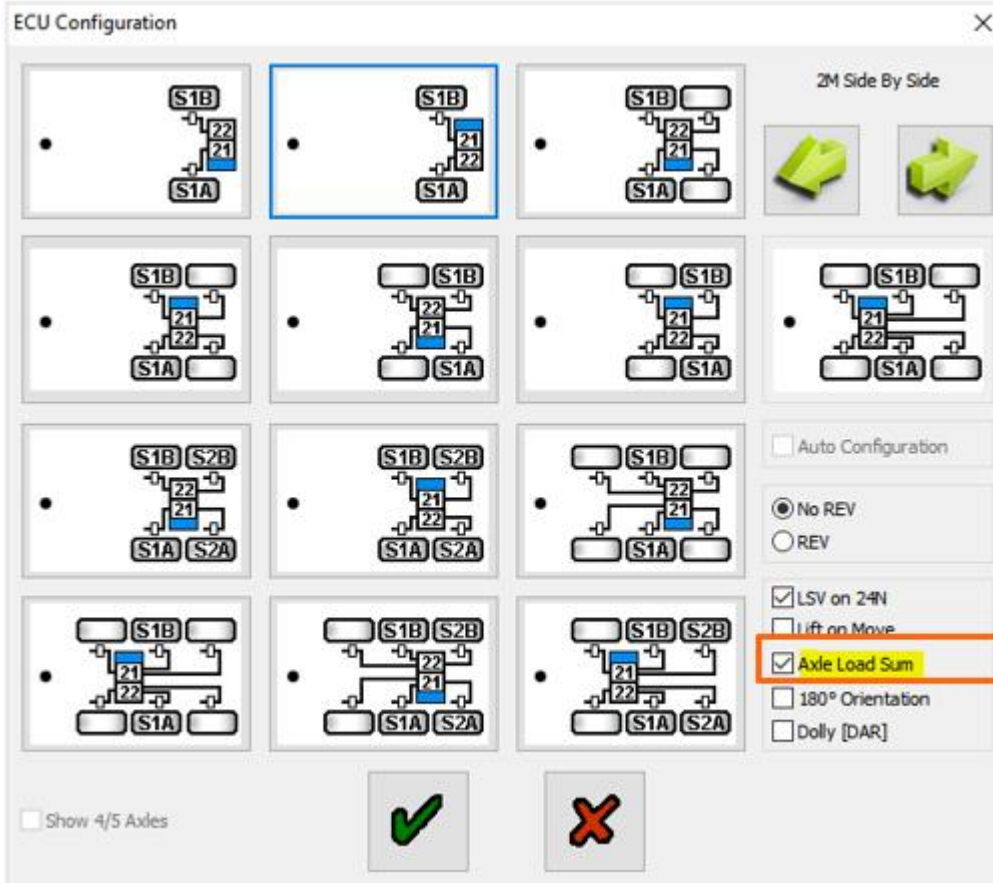 ECU Configuration
2M Side By Side
S1B
22
21
S1A
S1B
21
22
S1A
S1B
22
21
S1A
S1B
21
22
S1A
S1B
22
21
S1A
S1B
21
22
S1A
S1B
21
22
S1A
Auto Configuration
S1B S2B
22
21
S1A S2A
S1B S2B
21
22
S1A S2A
S1B
22
21
S1A
No REV
REV
S1B
21
22
S1A
S1B S2B
22
21
S1A S2A
S1B S2B
21
22
S1A S2A
LSV on 24N
Lift on Move
Axle Load Sum
180° Orientation
Dolly [DAR]
Show 4/5 Axles